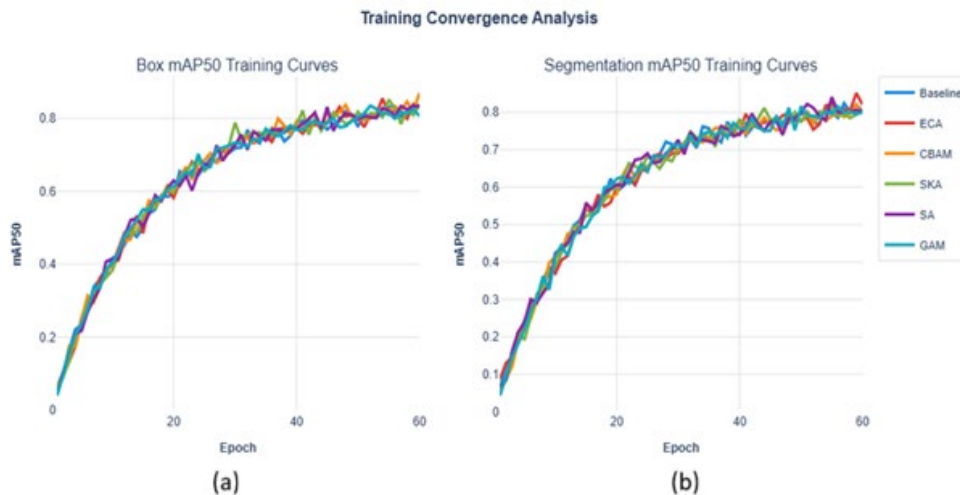 Training Convergence Analysis
Box mAP50 Training Curves
0.8
0.6
0.4
0.2
0
mAP50
20
40
60
Epoch
(a)
Segmentation mAP50 Training Curves
0.8
0.7
0.6
0.5
0.4
0.3
0.2
0.1
0
mAP50
20
40
60
Epoch
(b)
Baseline
ECA
CBAM
SKA
SA
GAM